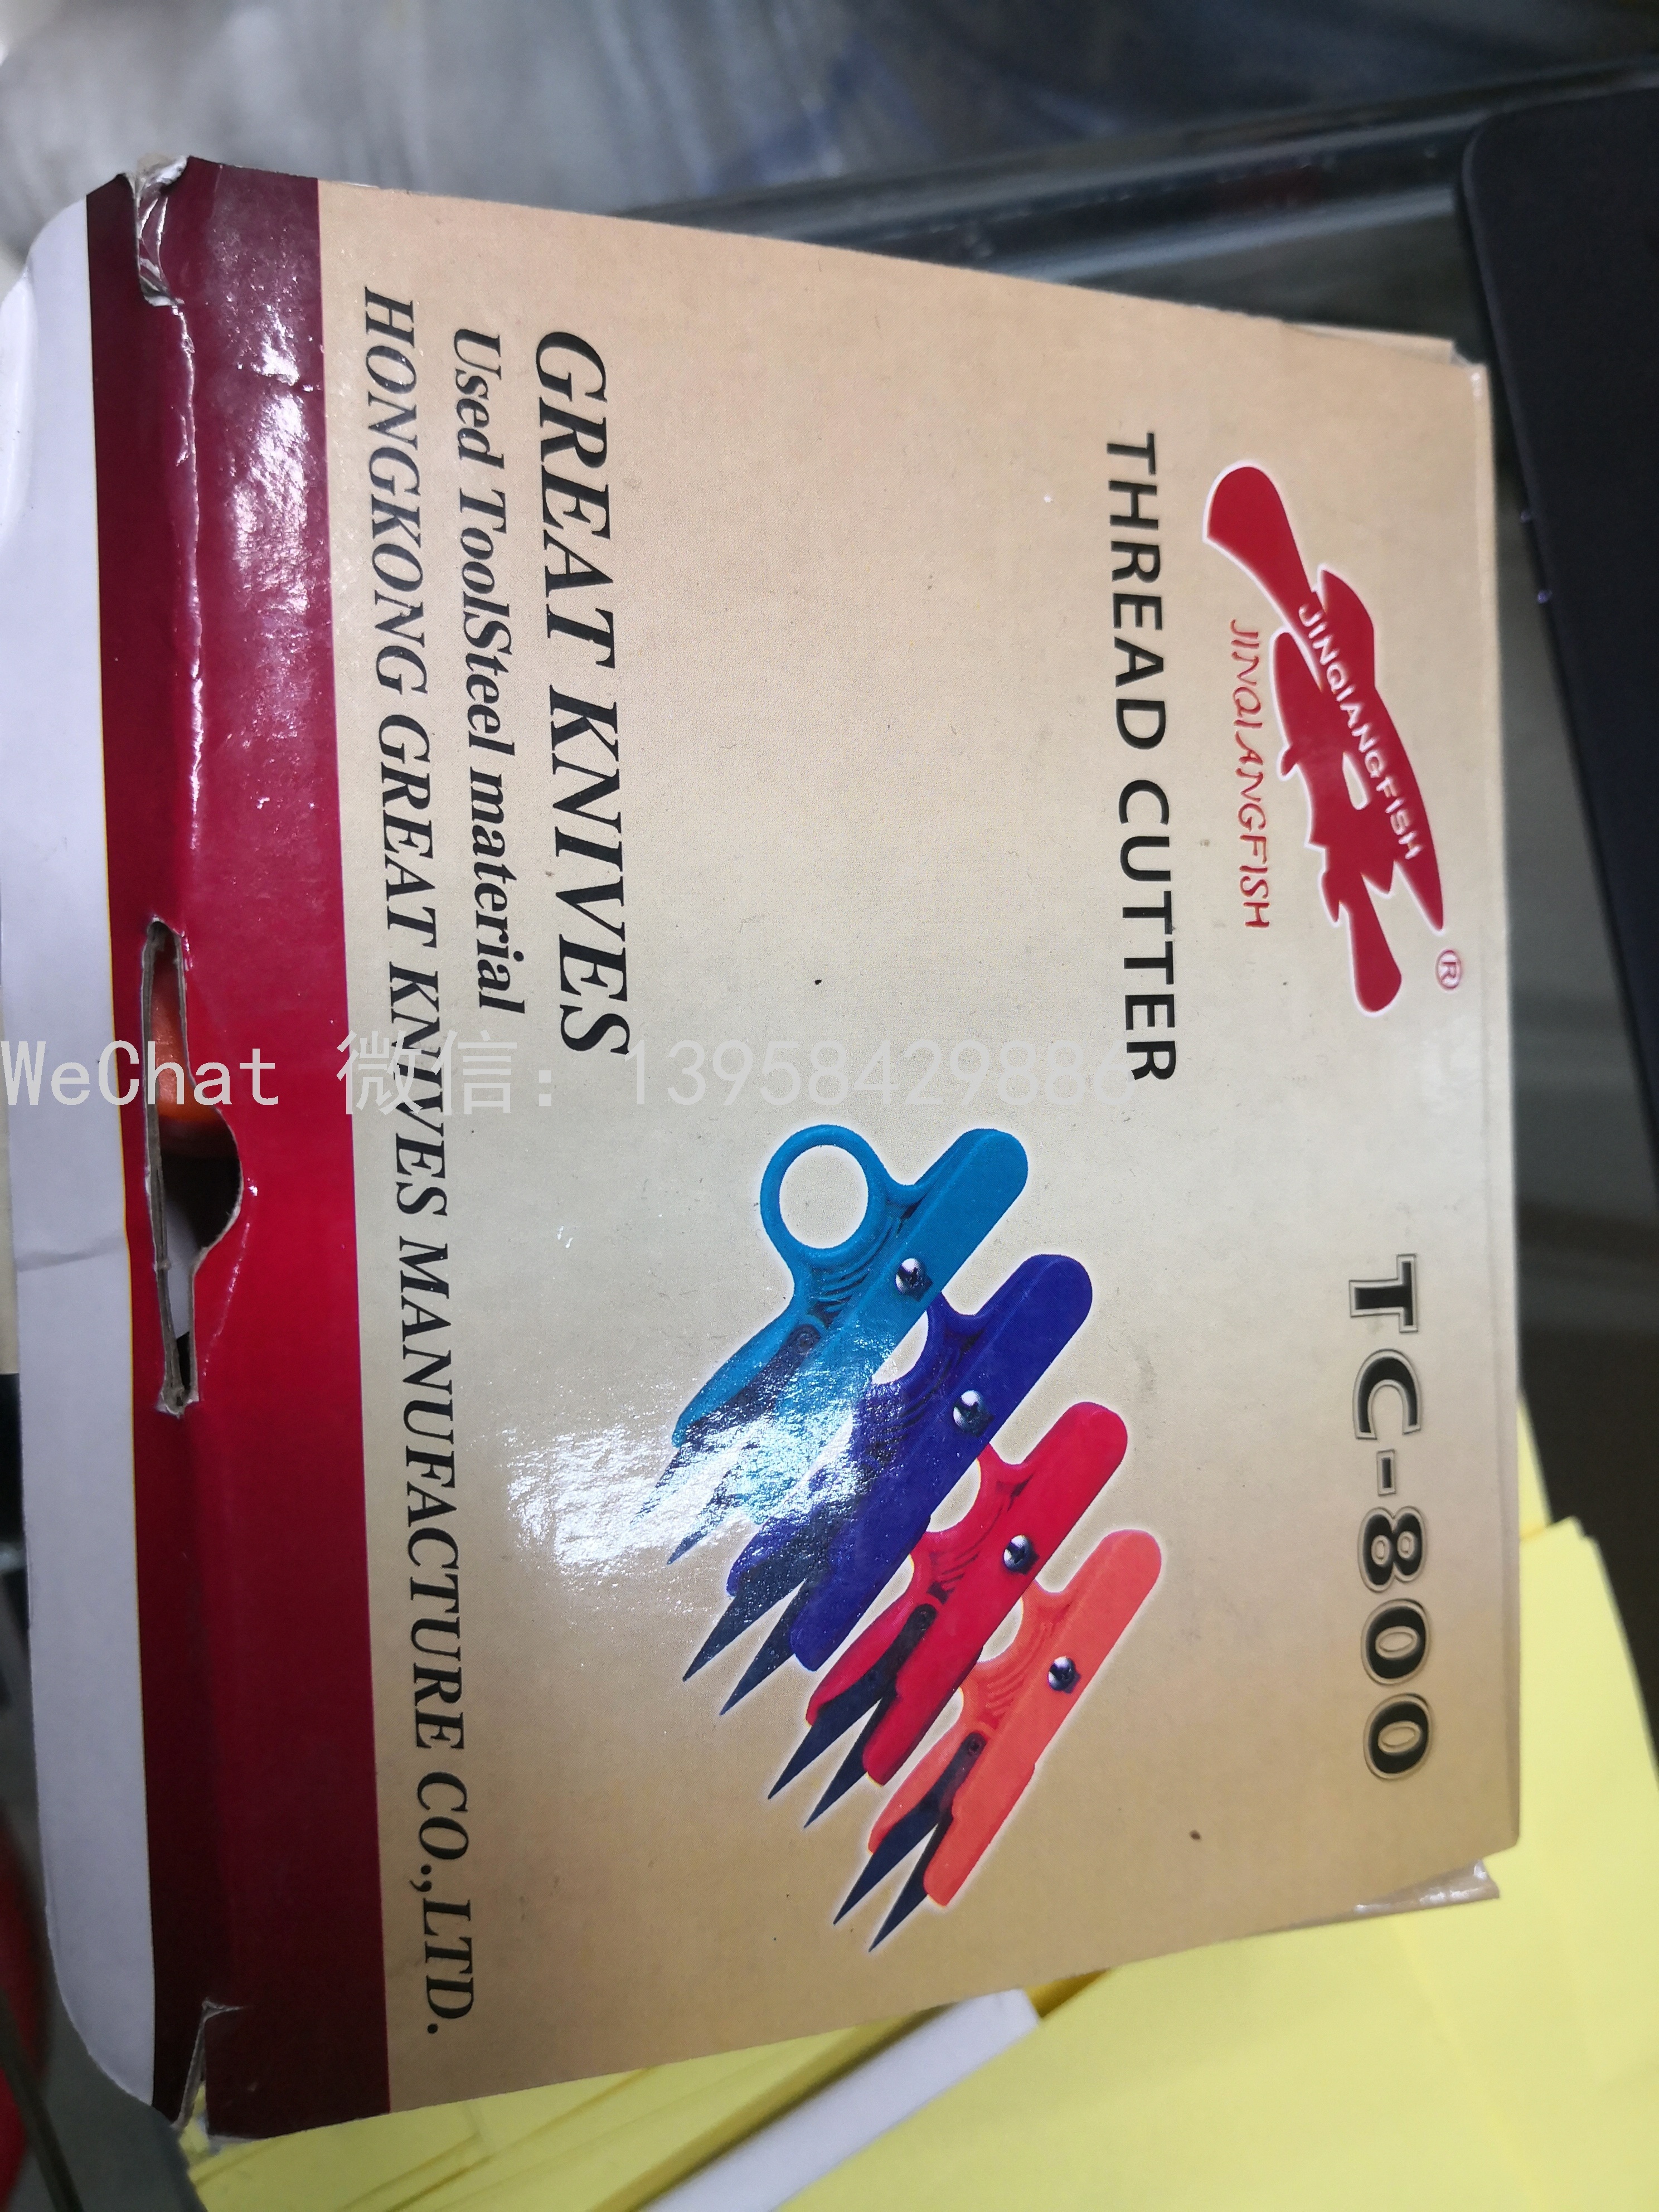 JINQIANGFISH
®
JINQIANGFISH
TC-800
THREAD CUTTER
GREAT KNIVES
Used ToolSteel material
HONGKONG GREAT KNIVES MANUFACTURE CO.,LTD.
WeChat 微信: 13958429886